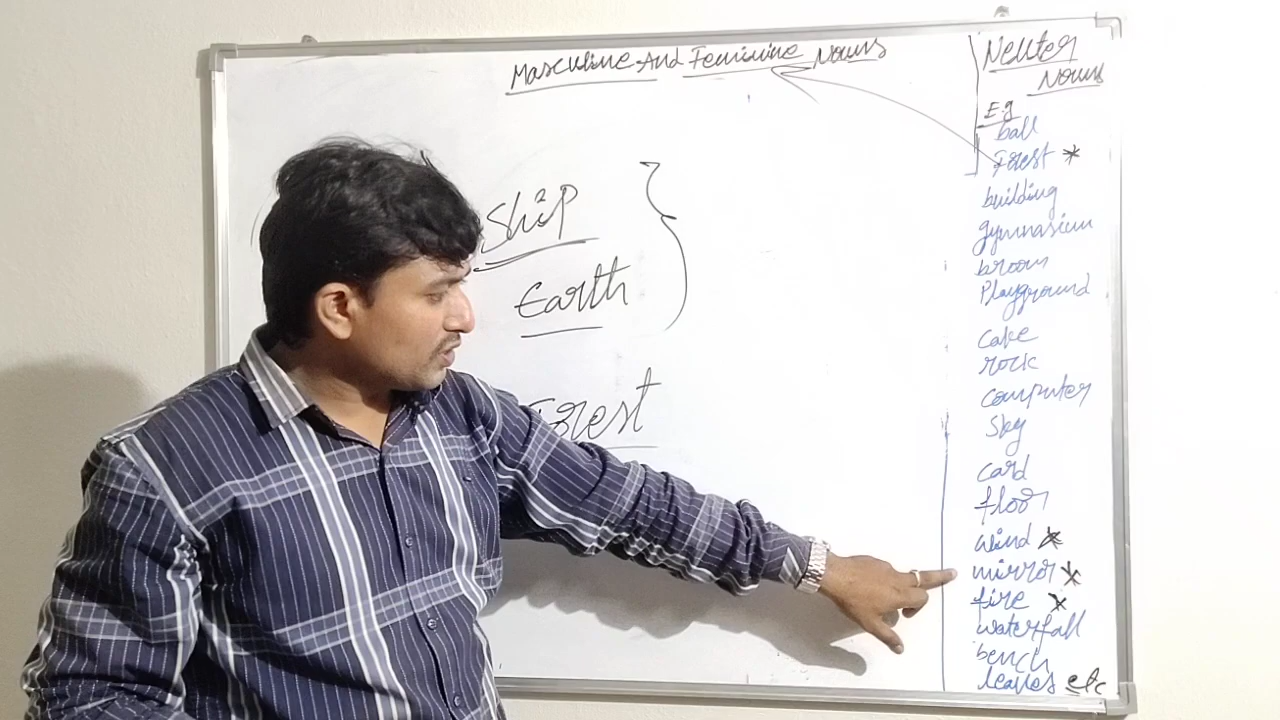 Masculine And Feminine Nouns
Ship
Earth
Forest
Neuter
Nouns
E.g
ball
Forest *
building
gymnasium
broom
Playground
cake
rock
computer
Sky
card
floor
wind *
mirror *
fire *
waterfall
bench
leaves etc